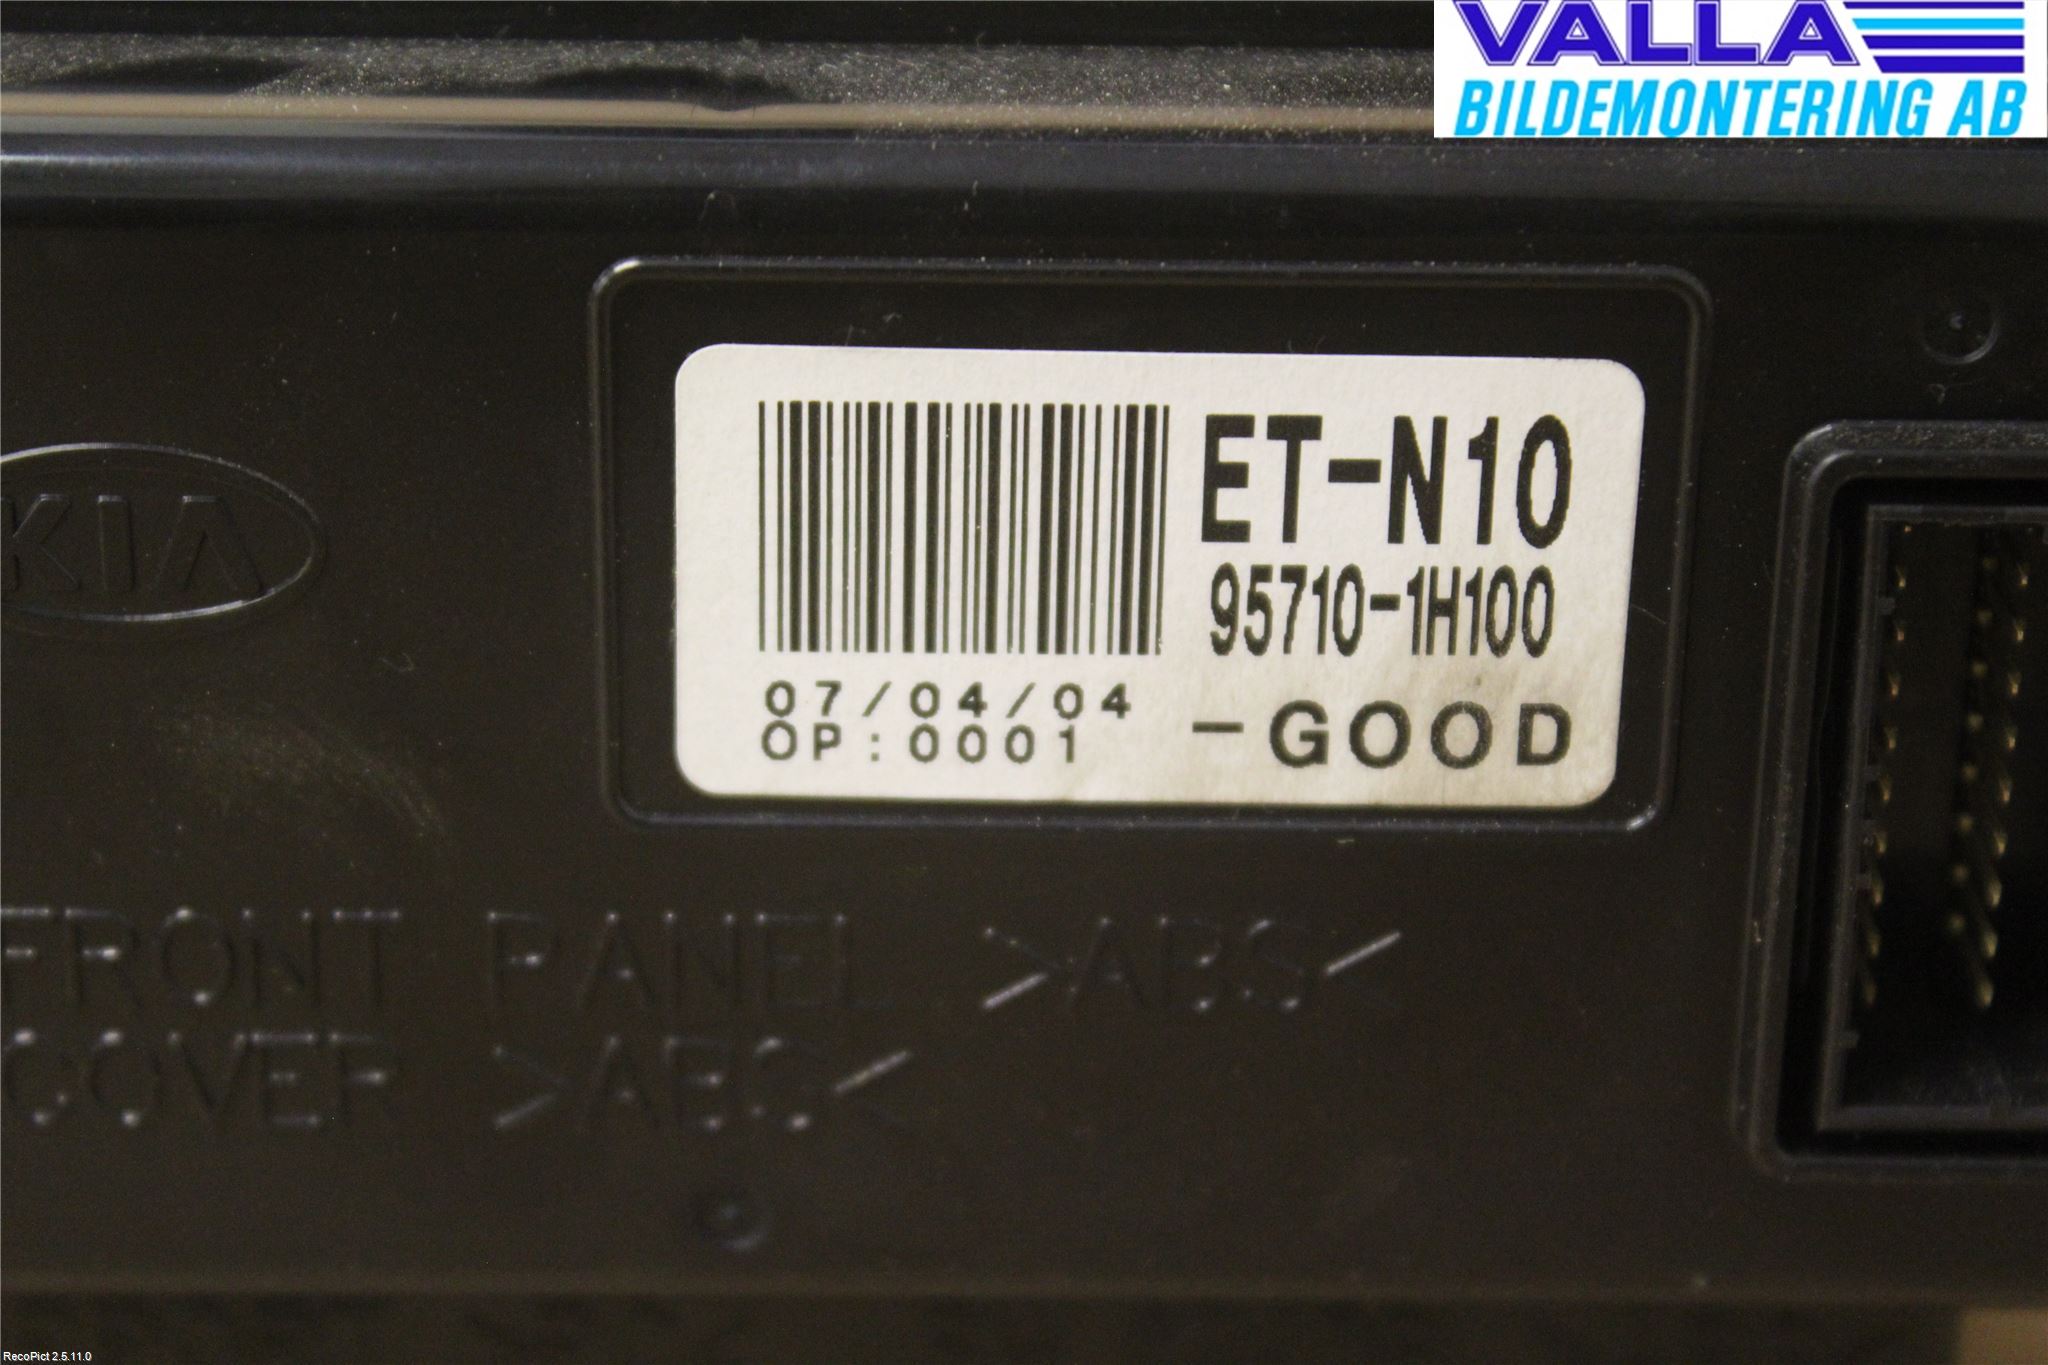 VALLA
BILDEMONTERING AB
ET-N10
95710-1H100
07/04/04
OP:0001
-GOOD
KIA
FRONT PANEL >ABS<
COVER >ABS<
RecoPict 2.5.11.0